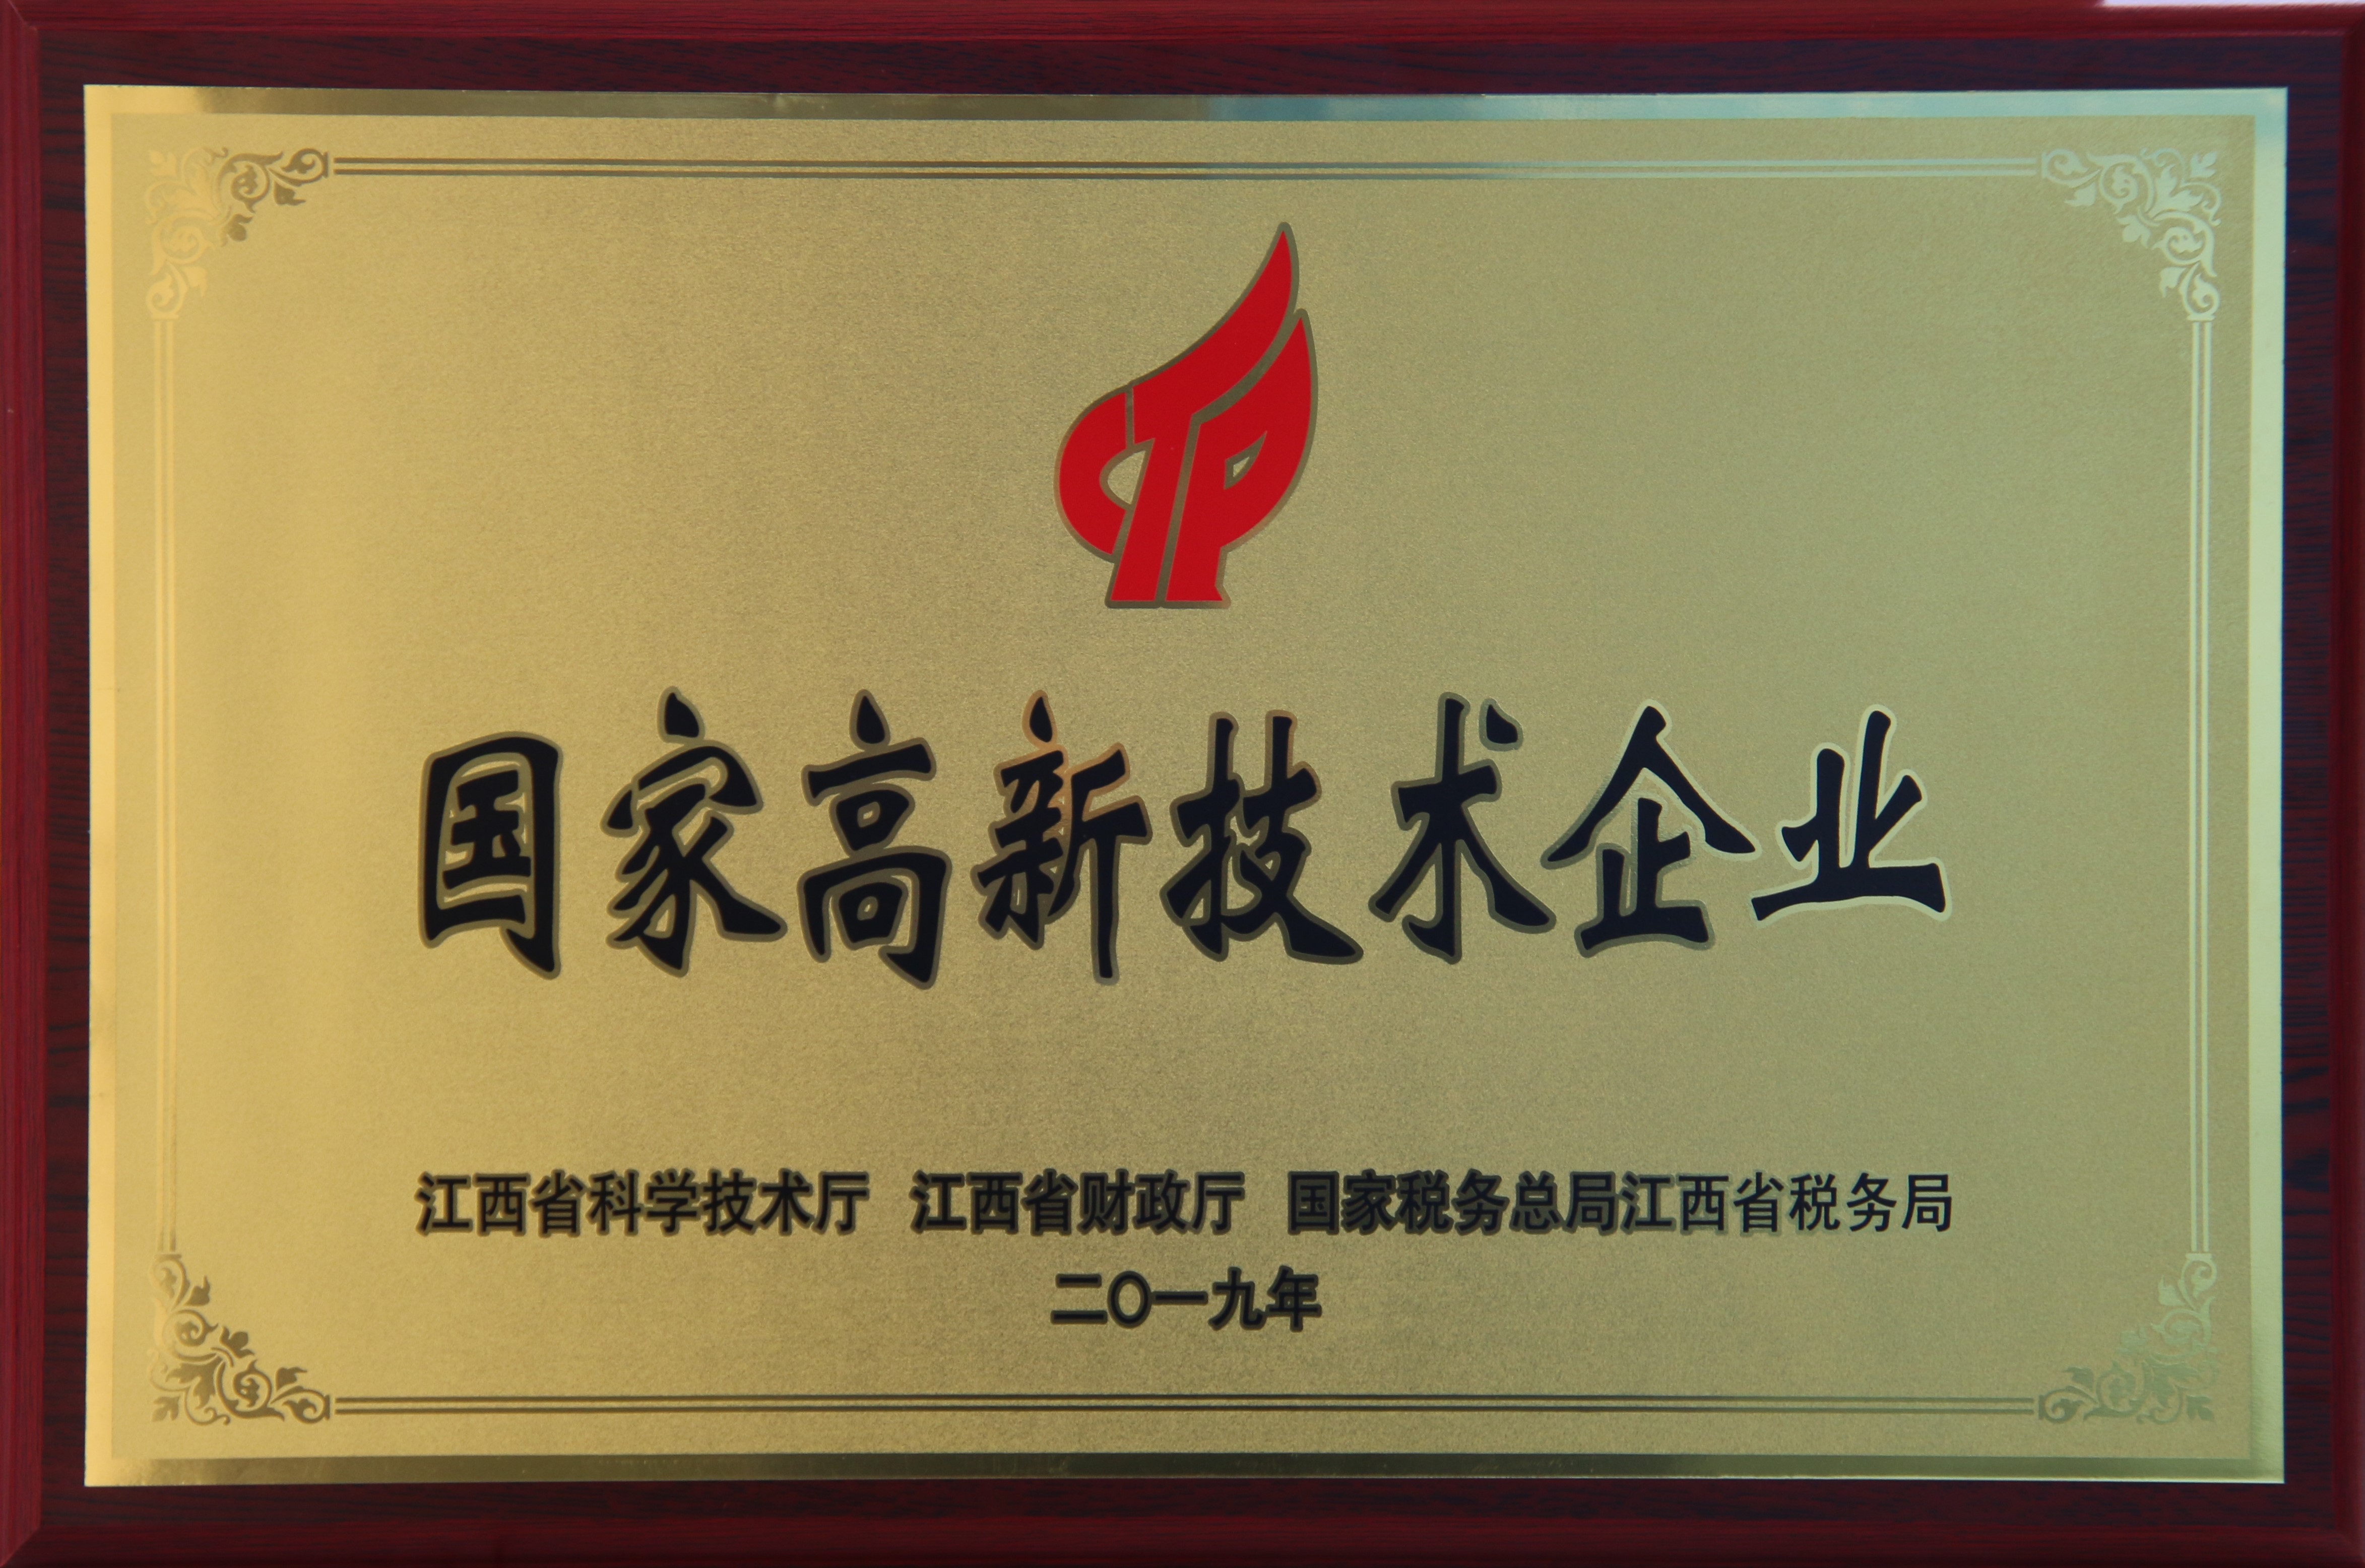 国家高新技术企业
江西省科学技术厅 江西省财政厅 国家税务总局江西省税务局
二〇一九年